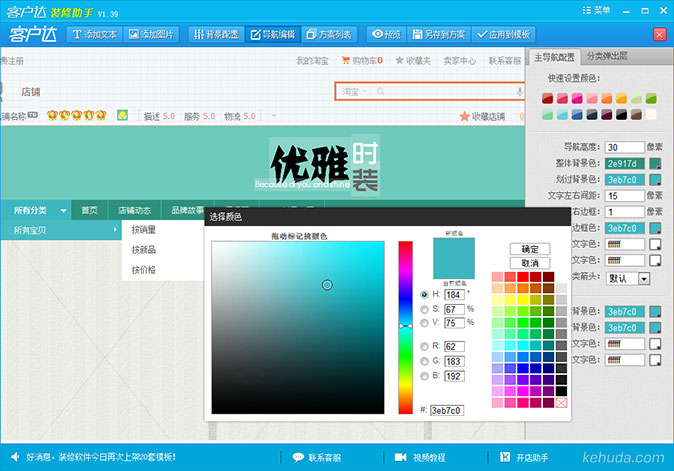 客户达 装修助手 V1.39 菜单
客户达 添加文本 添加图片 背景配置 导航编辑 方案列表 预览 另存到方案 应用到模板
费注册 我的淘宝 购物车0 收藏夹 卖家中心 联系客服
店铺 淘宝
铺名称 描述 5.0 服务 5.0 物流 5.0 收藏店铺
优雅时装
Because of you and shine
所有分类 首页 店铺动态 品牌故事
所有宝贝 按销量
按新品
按价格
主导航配置 分类弹出层
快速设置颜色:
导航高度: 30 像素
整体背景色: 2e917d
划过背景色: 3eb7c0
文字左右间距: 15 像素
右边框: 1 像素
边框色: 3eb7c0
文字色: ffffff
文字色: ffffff
类箭头: 默认
背景色: 3eb7c0
背景色: 3eb7c0
文字色: ffffff
文字色: ffffff
选择颜色
拖动标记挑颜色
新颜色
当前颜色
确定
取消
H: 184 °
S: 67 %
V: 75 %
R: 62
G: 183
B: 192
#: 3eb7c0
好消息，装修软件今日再次上架20套模板! 联系客服 视频教程 开店助手 kehuda.com